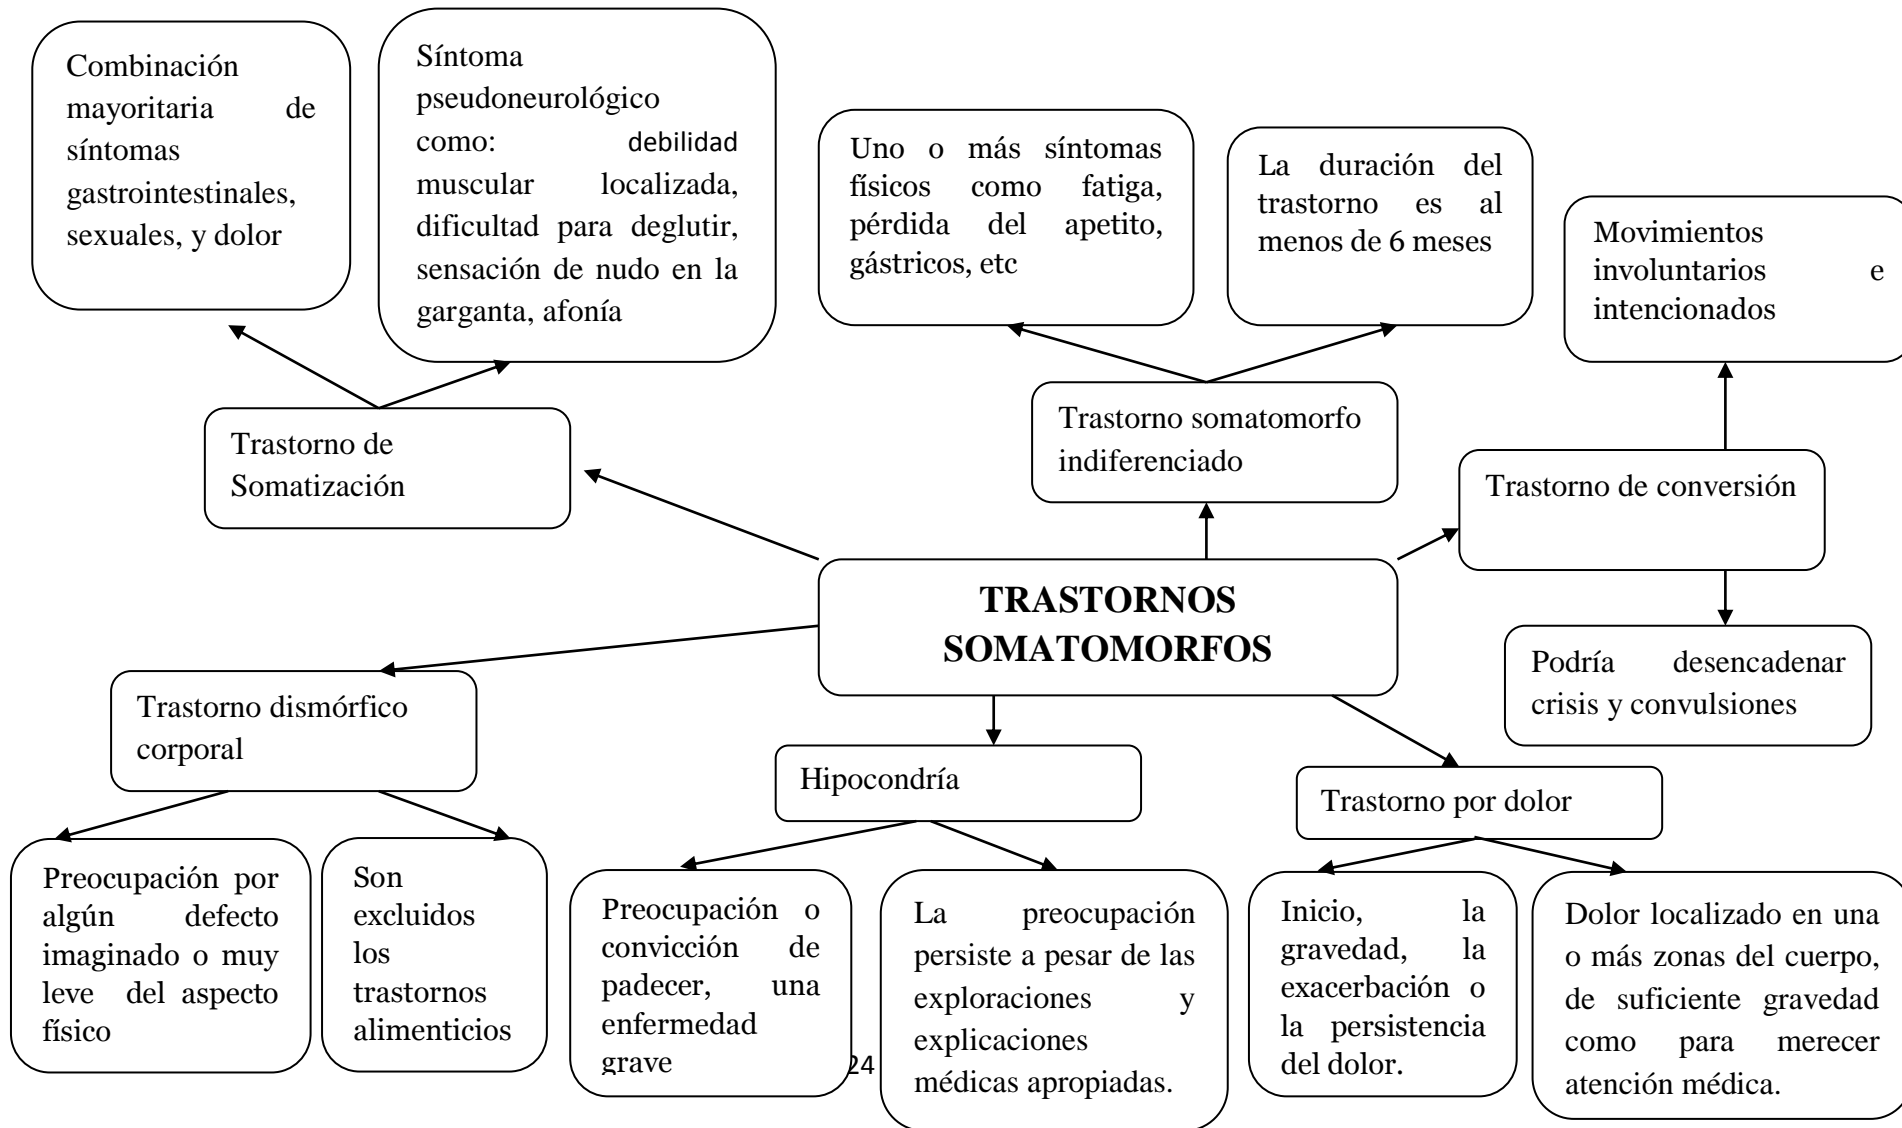 Combinación
mayoritaria de
síntomas
gastrointestinales,
sexuales, y dolor
Síntoma
pseudoneurológico
como: debilidad
muscular localizada,
dificultad para deglutir,
sensación de nudo en la
garganta, afonía
Uno o más síntomas
físicos como fatiga,
pérdida del apetito,
gástricos, etc
La duración del
trastorno es al
menos de 6 meses
Movimientos
involuntarios e
intencionados
Trastorno de
Somatización
Trastorno somatomorfo
indiferenciado
Trastorno de conversión
TRASTORNOS
SOMATOMORFOS
Podría desencadenar
crisis y convulsiones
Trastorno dismórfico
corporal
Hipocondría
Trastorno por dolor
Preocupación por
algún defecto
imaginado o muy
leve del aspecto
físico
Son
excluidos
los
trastornos
alimenticios
Preocupación o
convicción de
padecer, una
enfermedad
grave
24
La preocupación
persiste a pesar de las
exploraciones y
explicaciones
médicas apropiadas.
Inicio, la
gravedad, la
exacerbación o
la persistencia
del dolor.
Dolor localizado en una
o más zonas del cuerpo,
de suficiente gravedad
como para merecer
atención médica.